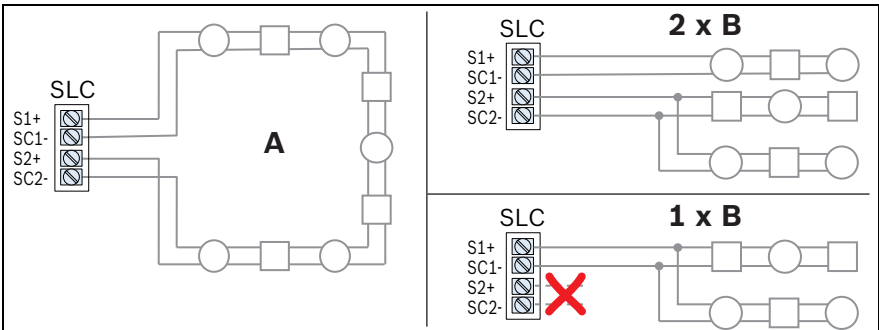 SLC
S1+
SC1-
S2+
SC2-
A
2 x B
SLC
S1+
SC1-
S2+
SC2-
1 x B
SLC
S1+
SC1-
S2+
SC2-